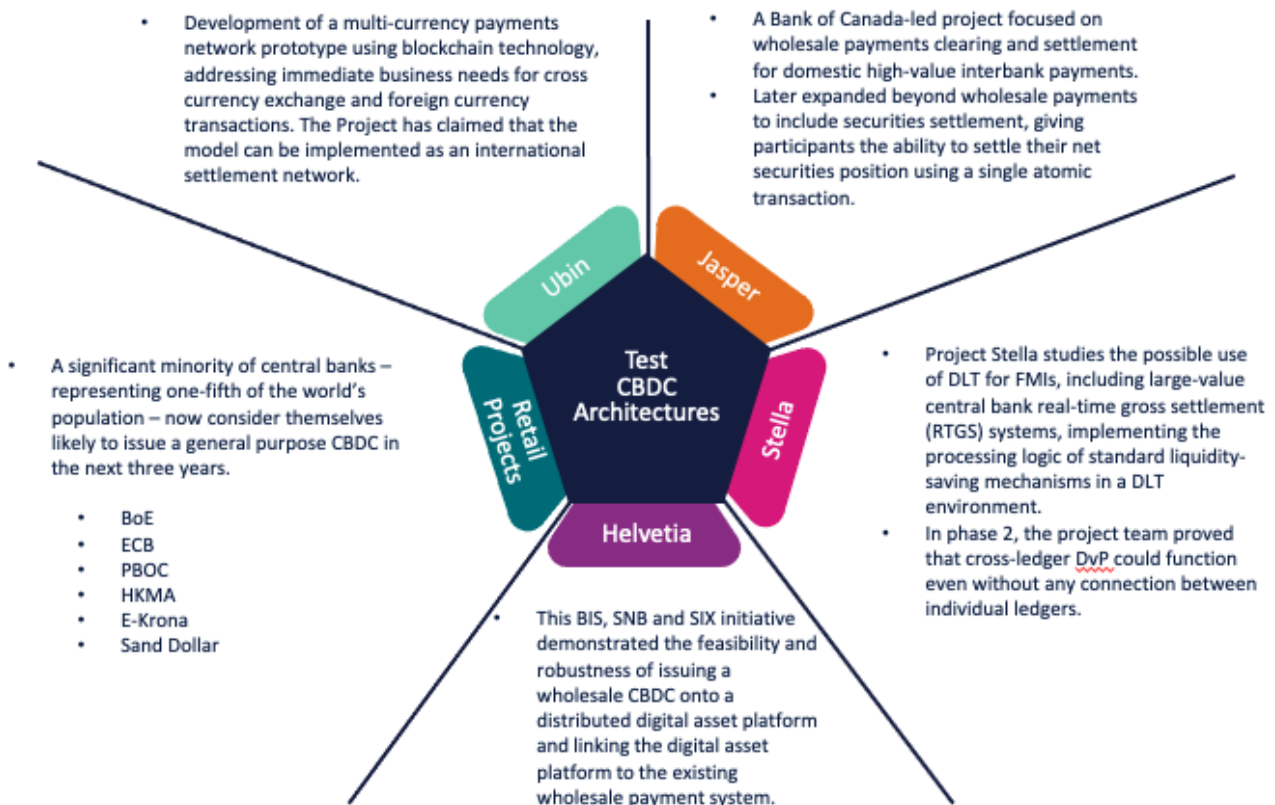 • Development of a multi-currency payments
network prototype using blockchain technology,
addressing immediate business needs for cross
currency exchange and foreign currency
transactions. The Project has claimed that the
model can be implemented as an international
settlement network.
• A Bank of Canada-led project focused on
wholesale payments clearing and settlement
for domestic high-value interbank payments.
• Later expanded beyond wholesale payments
to include securities settlement, giving
participants the ability to settle their net
securities position using a single atomic
transaction.
Ubin
Jasper
Test
CBDC
Architectures
Retail
Projects
Stella
Helvetia
• A significant minority of central banks –
representing one-fifth of the world's
population – now consider themselves
likely to issue a general purpose CBDC in
the next three years.
• BoE
• ECB
• PBOC
• HKMA
• E-Krona
• Sand Dollar
• Project Stella studies the possible use
of DLT for FMIs, including large-value
central bank real-time gross settlement
(RTGS) systems, implementing the
processing logic of standard liquidity-
saving mechanisms in a DLT
environment.
• In phase 2, the project team proved
that cross-ledger DvP could function
even without any connection between
individual ledgers.
• This BIS, SNB and SIX initiative
demonstrated the feasibility and
robustness of issuing a
wholesale CBDC onto a
distributed digital asset platform
and linking the digital asset
platform to the existing
wholesale payment system.